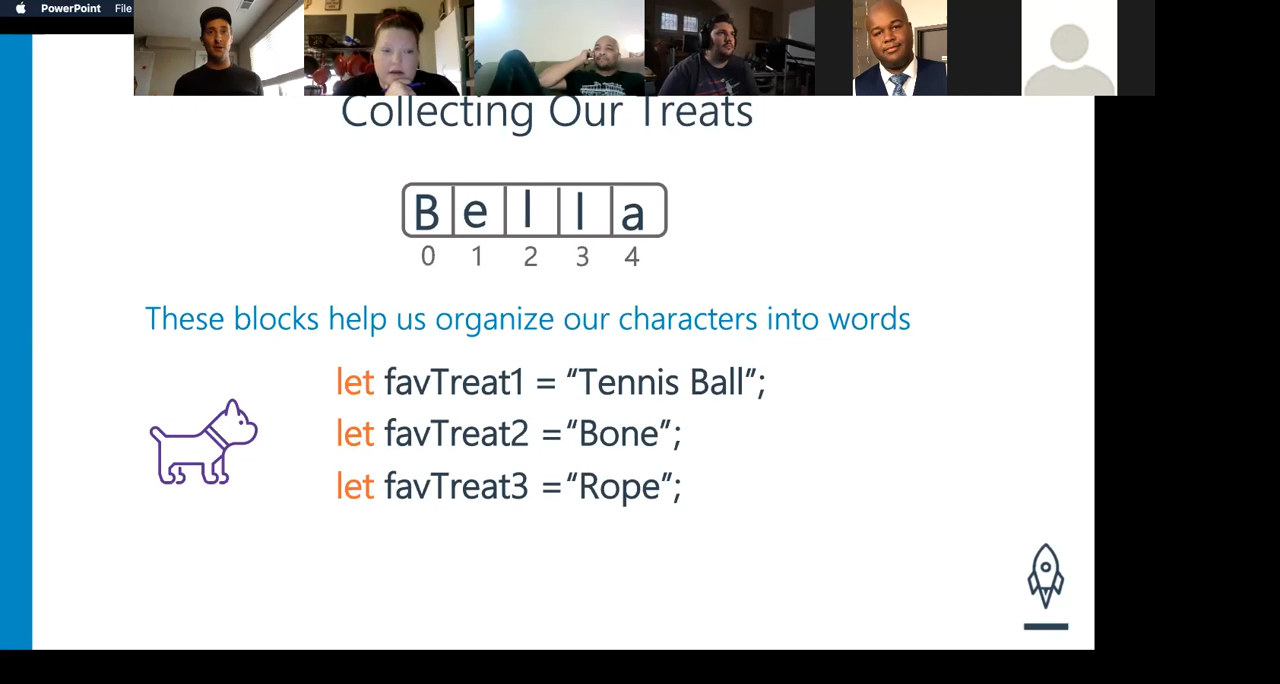 PowerPoint File
Collecting Our Treats
B e l l a
0 1 2 3 4
These blocks help us organize our characters into words
let favTreat1 = “Tennis Ball”;
let favTreat2 =“Bone”;
let favTreat3 =“Rope”;